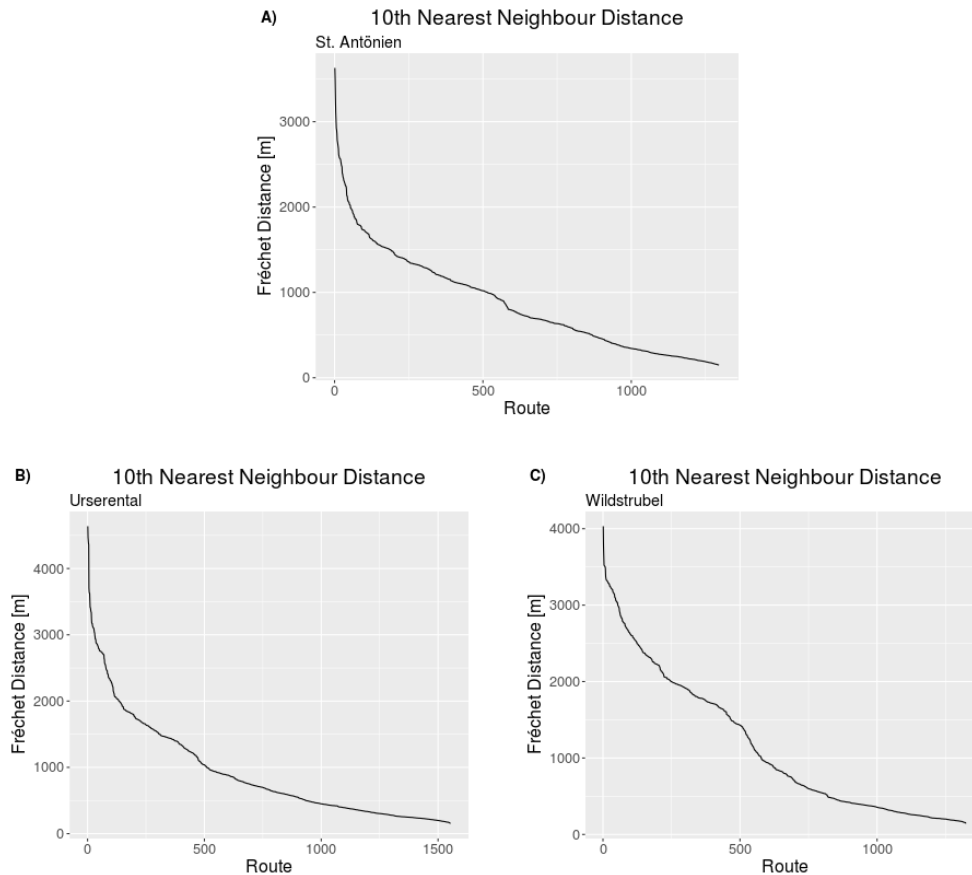 A)
10th Nearest Neighbour Distance
St. Antönien
Fréchet Distance [m]
3000
2000
1000
0
0 500 1000
Route
B)
10th Nearest Neighbour Distance
Urserental
Fréchet Distance [m]
4000
3000
2000
1000
0
0 500 1000 1500
Route
C)
10th Nearest Neighbour Distance
Wildstrubel
Fréchet Distance [m]
4000
3000
2000
1000
0
0 500 1000
Route